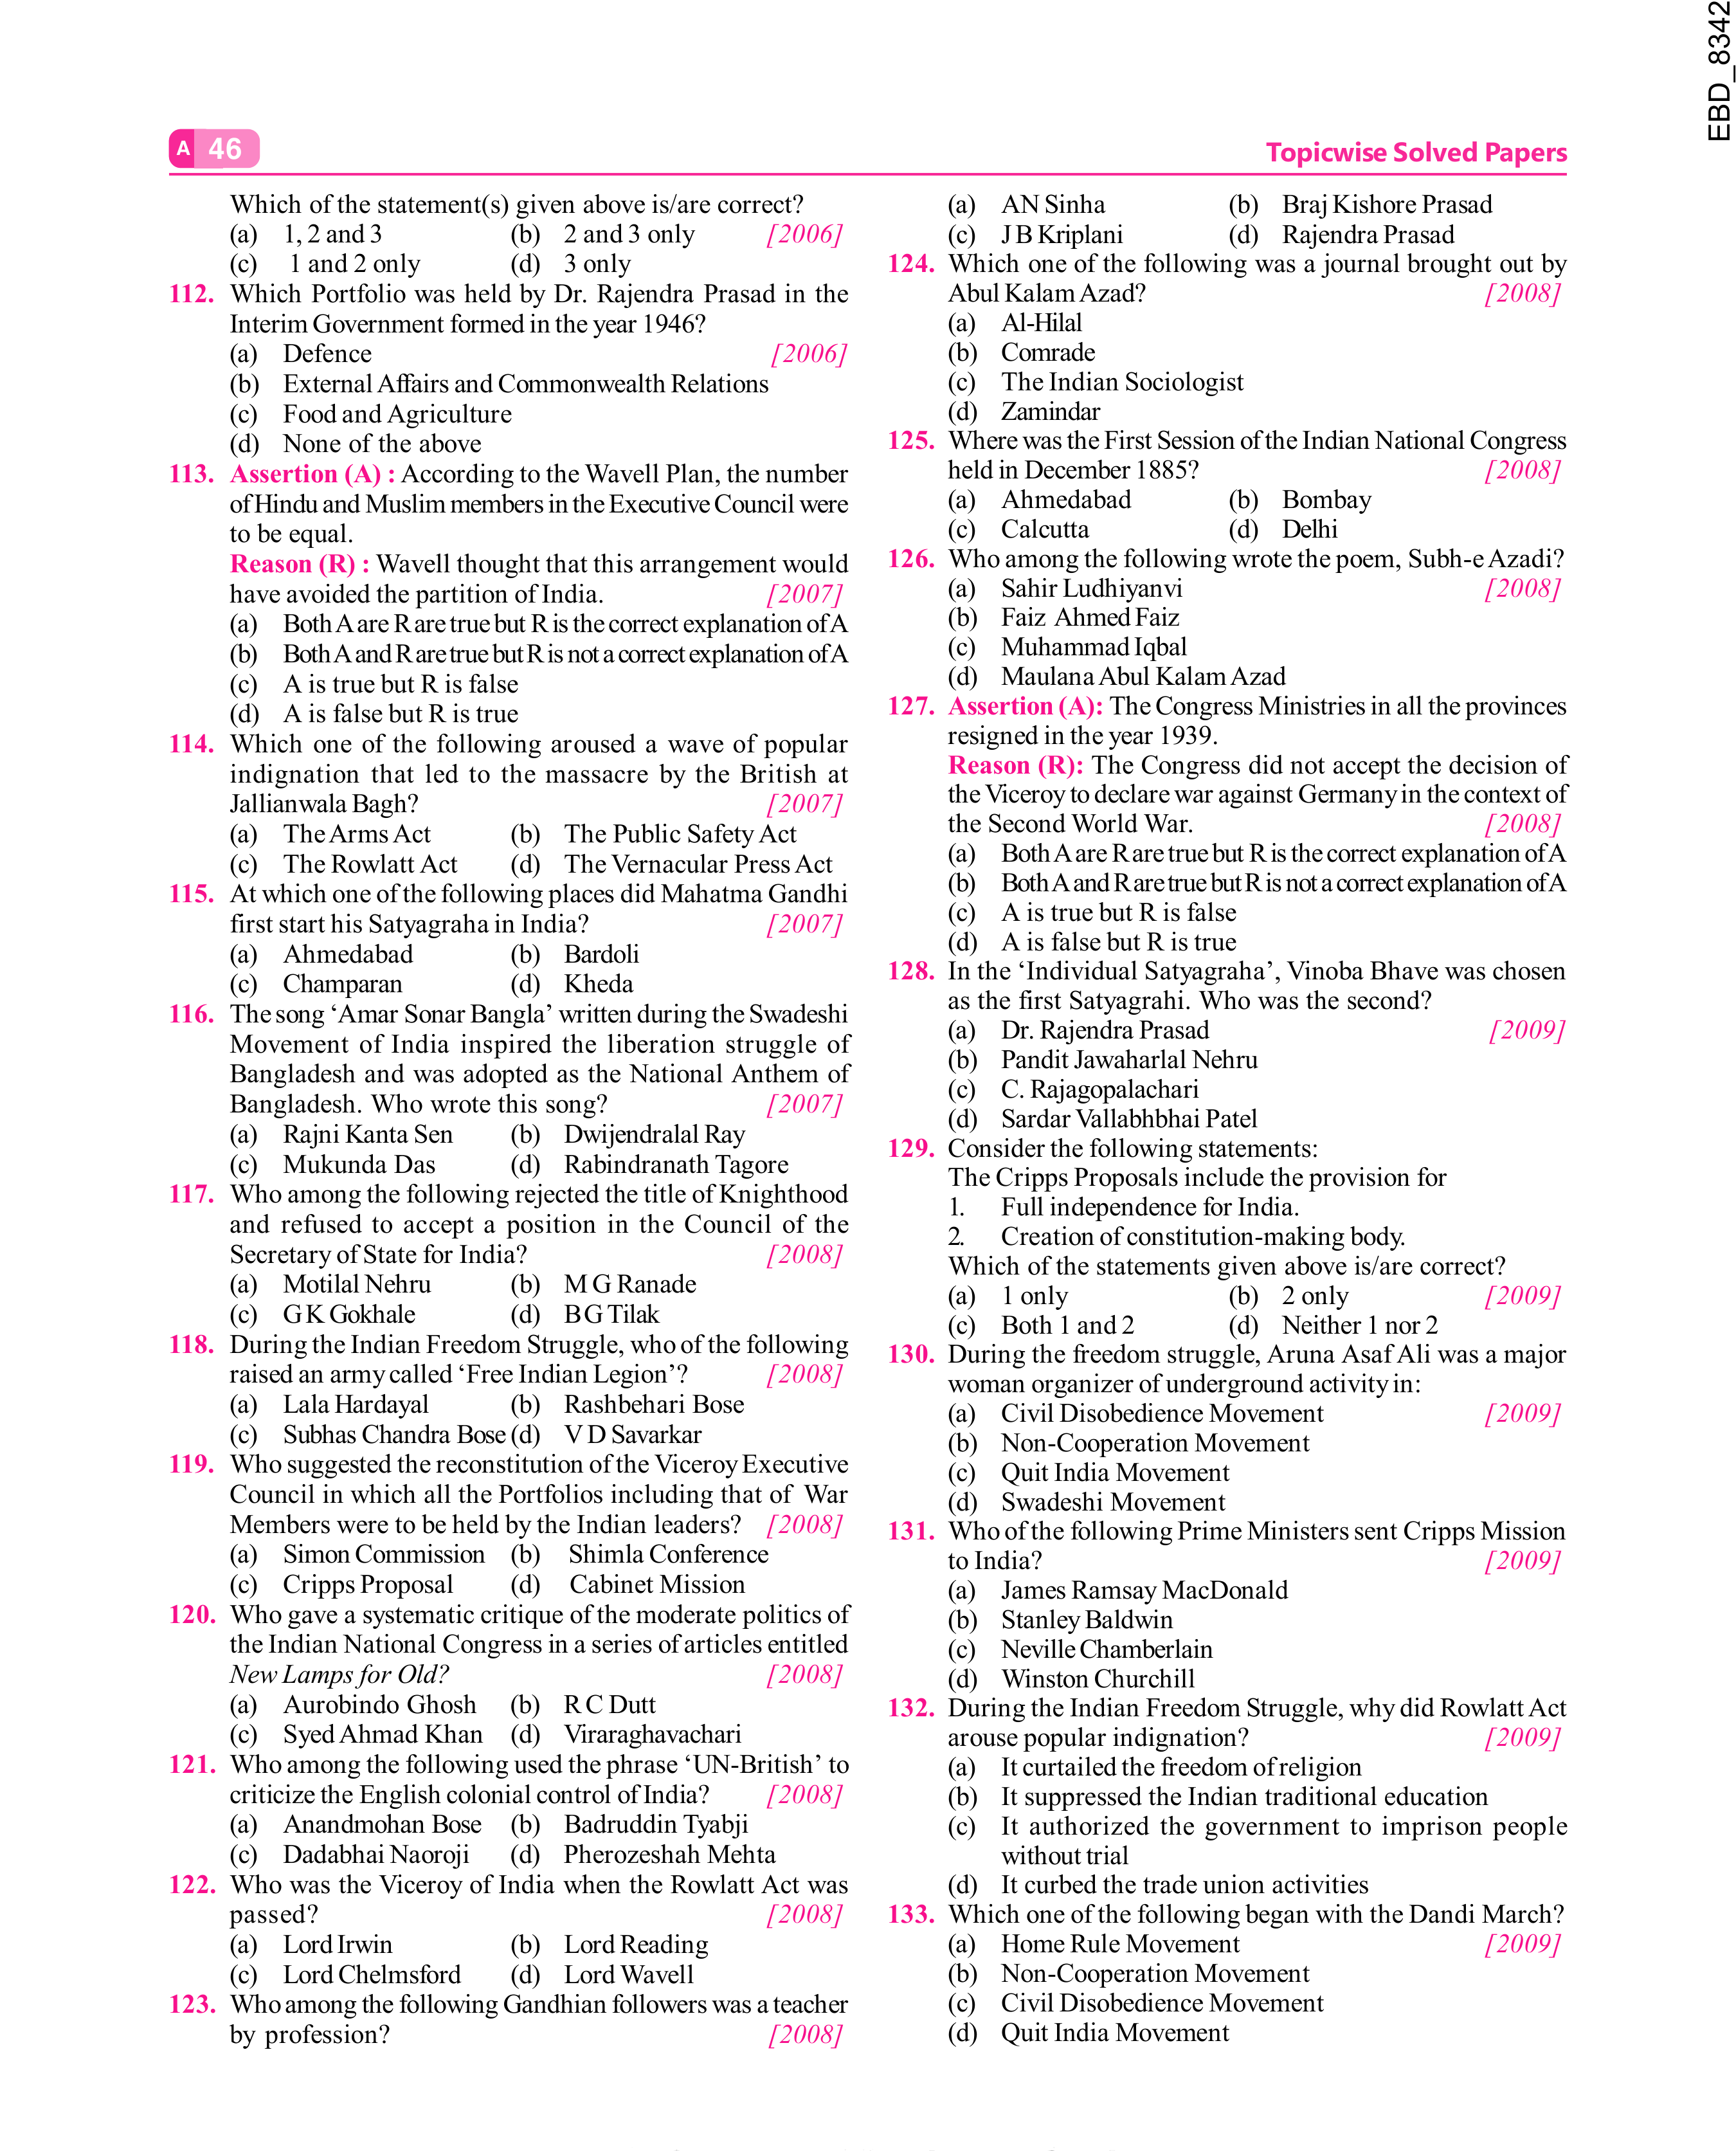 EBD_8342
A 46
Topicwise Solved Papers
Which of the statement(s) given above is/are correct?
(a) 1, 2 and 3 (b) 2 and 3 only [2006]
(c) 1 and 2 only (d) 3 only
112. Which Portfolio was held by Dr. Rajendra Prasad in the
Interim Government formed in the year 1946?
(a) Defence [2006]
(b) External Affairs and Commonwealth Relations
(c) Food and Agriculture
(d) None of the above
113. Assertion (A) : According to the Wavell Plan, the number
of Hindu and Muslim members in the Executive Council were
to be equal.
Reason (R) : Wavell thought that this arrangement would
have avoided the partition of India. [2007]
(a) Both A are R are true but R is the correct explanation of A
(b) Both A and R are true but R is not a correct explanation of A
(c) A is true but R is false
(d) A is false but R is true
114. Which one of the following aroused a wave of popular
indignation that led to the massacre by the British at
Jallianwala Bagh? [2007]
(a) The Arms Act (b) The Public Safety Act
(c) The Rowlatt Act (d) The Vernacular Press Act
115. At which one of the following places did Mahatma Gandhi
first start his Satyagraha in India? [2007]
(a) Ahmedabad (b) Bardoli
(c) Champaran (d) Kheda
116. The song ‘Amar Sonar Bangla’ written during the Swadeshi
Movement of India inspired the liberation struggle of
Bangladesh and was adopted as the National Anthem of
Bangladesh. Who wrote this song? [2007]
(a) Rajni Kanta Sen (b) Dwijendralal Ray
(c) Mukunda Das (d) Rabindranath Tagore
117. Who among the following rejected the title of Knighthood
and refused to accept a position in the Council of the
Secretary of State for India? [2008]
(a) Motilal Nehru (b) M G Ranade
(c) G K Gokhale (d) B G Tilak
118. During the Indian Freedom Struggle, who of the following
raised an army called ‘Free Indian Legion’? [2008]
(a) Lala Hardayal (b) Rashbehari Bose
(c) Subhas Chandra Bose (d) V D Savarkar
119. Who suggested the reconstitution of the Viceroy Executive
Council in which all the Portfolios including that of War
Members were to be held by the Indian leaders? [2008]
(a) Simon Commission (b) Shimla Conference
(c) Cripps Proposal (d) Cabinet Mission
120. Who gave a systematic critique of the moderate politics of
the Indian National Congress in a series of articles entitled
New Lamps for Old? [2008]
(a) Aurobindo Ghosh (b) R C Dutt
(c) Syed Ahmad Khan (d) Viraraghavachari
121. Who among the following used the phrase ‘UN-British’ to
criticize the English colonial control of India? [2008]
(a) Anandmohan Bose (b) Badruddin Tyabji
(c) Dadabhai Naoroji (d) Pherozeshah Mehta
122. Who was the Viceroy of India when the Rowlatt Act was
passed? [2008]
(a) Lord Irwin (b) Lord Reading
(c) Lord Chelmsford (d) Lord Wavell
123. Who among the following Gandhian followers was a teacher
by profession? [2008]
(a) AN Sinha (b) Braj Kishore Prasad
(c) J B Kriplani (d) Rajendra Prasad
124. Which one of the following was a journal brought out by
Abul Kalam Azad? [2008]
(a) Al-Hilal
(b) Comrade
(c) The Indian Sociologist
(d) Zamindar
125. Where was the First Session of the Indian National Congress
held in December 1885? [2008]
(a) Ahmedabad (b) Bombay
(c) Calcutta (d) Delhi
126. Who among the following wrote the poem, Subh-e Azadi?
(a) Sahir Ludhiyanvi [2008]
(b) Faiz Ahmed Faiz
(c) Muhammad Iqbal
(d) Maulana Abul Kalam Azad
127. Assertion (A): The Congress Ministries in all the provinces
resigned in the year 1939.
Reason (R): The Congress did not accept the decision of
the Viceroy to declare war against Germany in the context of
the Second World War. [2008]
(a) Both A are R are true but R is the correct explanation of A
(b) Both A and R are true but R is not a correct explanation of A
(c) A is true but R is false
(d) A is false but R is true
128. In the ‘Individual Satyagraha’, Vinoba Bhave was chosen
as the first Satyagrahi. Who was the second?
(a) Dr. Rajendra Prasad [2009]
(b) Pandit Jawaharlal Nehru
(c) C. Rajagopalachari
(d) Sardar Vallabhbhai Patel
129. Consider the following statements:
The Cripps Proposals include the provision for
1. Full independence for India.
2. Creation of constitution-making body.
Which of the statements given above is/are correct?
(a) 1 only (b) 2 only [2009]
(c) Both 1 and 2 (d) Neither 1 nor 2
130. During the freedom struggle, Aruna Asaf Ali was a major
woman organizer of underground activity in:
(a) Civil Disobedience Movement [2009]
(b) Non-Cooperation Movement
(c) Quit India Movement
(d) Swadeshi Movement
131. Who of the following Prime Ministers sent Cripps Mission
to India? [2009]
(a) James Ramsay MacDonald
(b) Stanley Baldwin
(c) Neville Chamberlain
(d) Winston Churchill
132. During the Indian Freedom Struggle, why did Rowlatt Act
arouse popular indignation? [2009]
(a) It curtailed the freedom of religion
(b) It suppressed the Indian traditional education
(c) It authorized the government to imprison people
without trial
(d) It curbed the trade union activities
133. Which one of the following began with the Dandi March?
(a) Home Rule Movement [2009]
(b) Non-Cooperation Movement
(c) Civil Disobedience Movement
(d) Quit India Movement